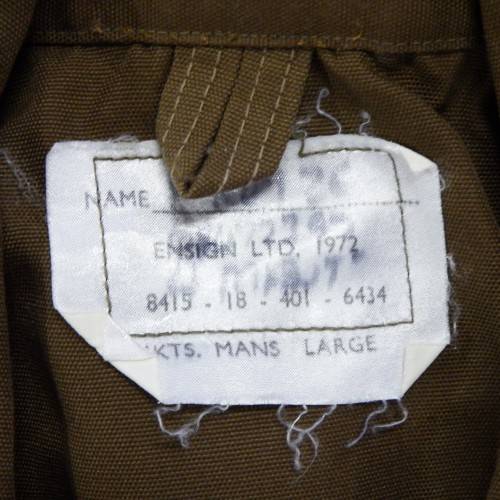 NAME
ENSIGN LTD. 1972
8415 - 18 - 401 - 6434
KTS. MANS LARGE